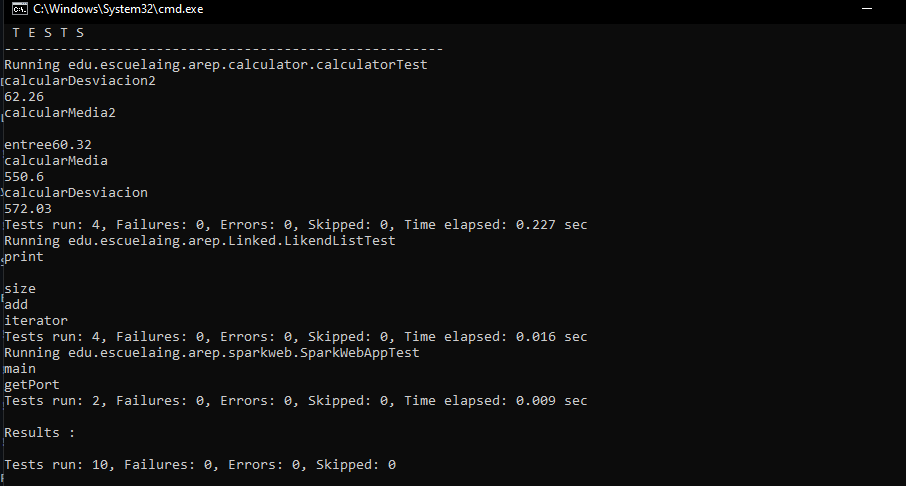 C:\Windows\System32\cmd.exe
T E S T S
-------------------------------------------------------
Running edu.escuelaing.arep.calculator.calculatorTest
calcularDesviacion2
62.26
calcularMedia2
entree60.32
calcularMedia
550.6
calcularDesviacion
572.03
Tests run: 4, Failures: 0, Errors: 0, Skipped: 0, Time elapsed: 0.227 sec
Running edu.escuelaing.arep.Linked.LikendListTest
print
size
add
iterator
Tests run: 4, Failures: 0, Errors: 0, Skipped: 0, Time elapsed: 0.016 sec
Running edu.escuelaing.arep.sparkweb.SparkWebAppTest
main
getPort
Tests run: 2, Failures: 0, Errors: 0, Skipped: 0, Time elapsed: 0.009 sec
Results :
Tests run: 10, Failures: 0, Errors: 0, Skipped: 0